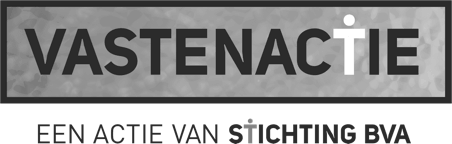 VASTENACTIE
EEN ACTIE VAN STICHTING BVA